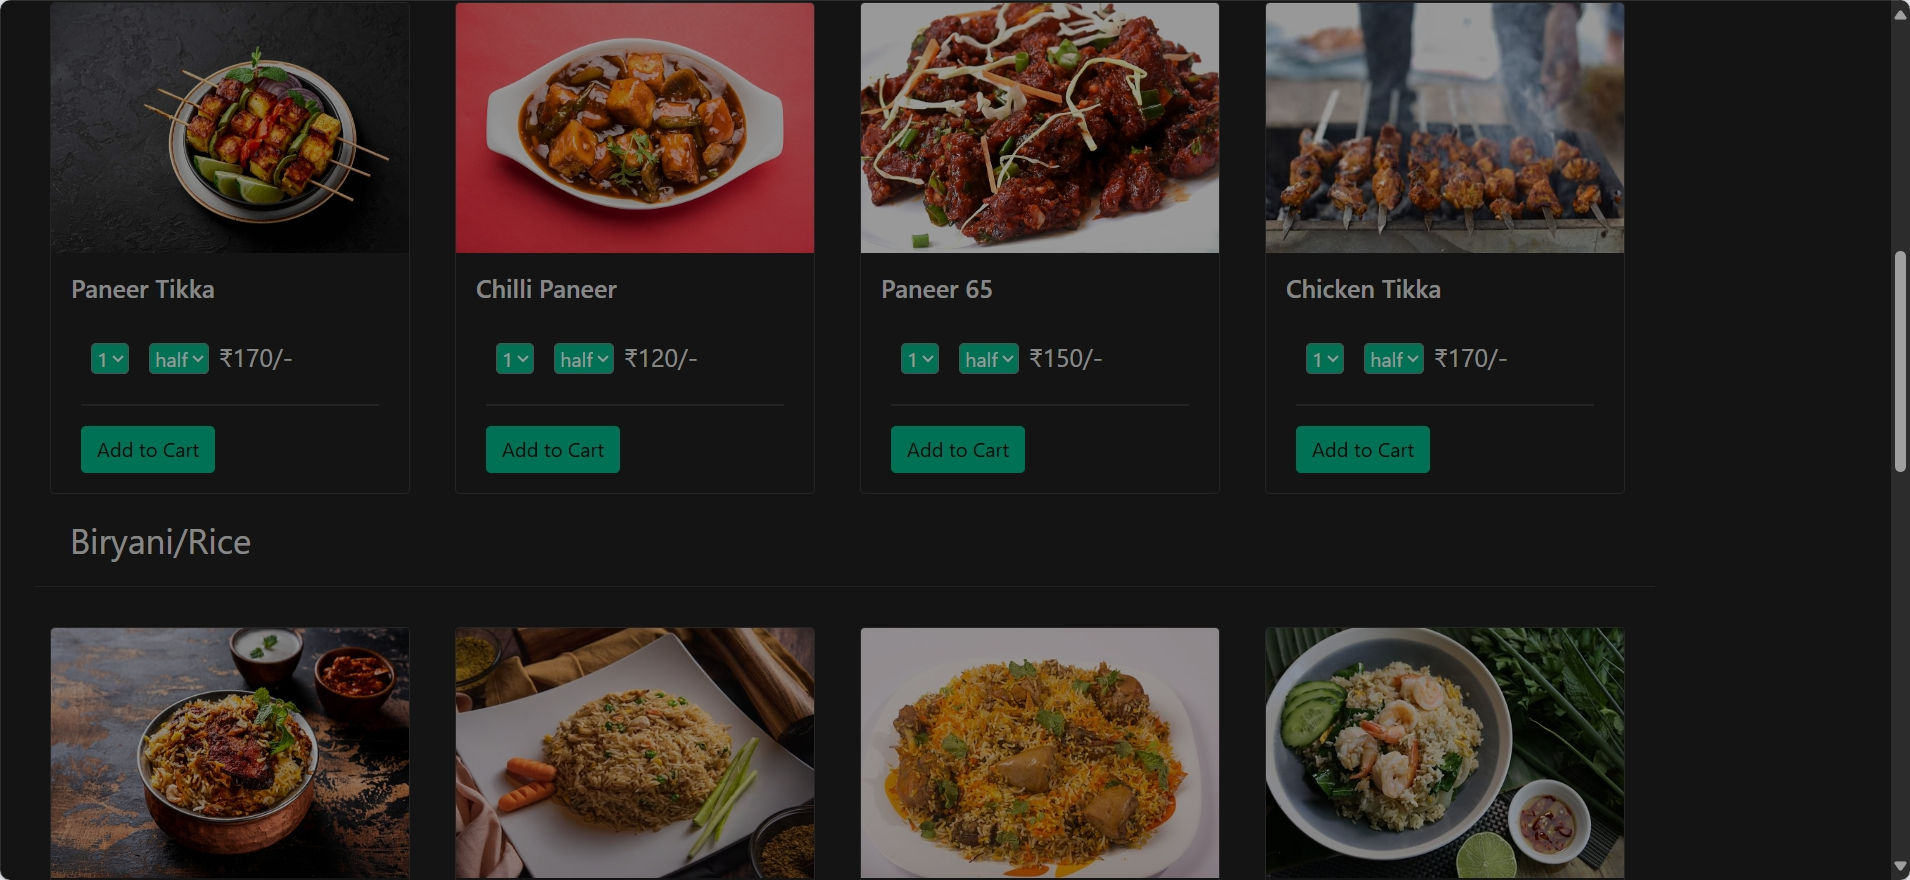 Paneer Tikka
1 half ₹170/-
Add to Cart
Chilli Paneer
1 half ₹120/-
Add to Cart
Paneer 65
1 half ₹150/-
Add to Cart
Chicken Tikka
1 half ₹170/-
Add to Cart
Biryani/Rice